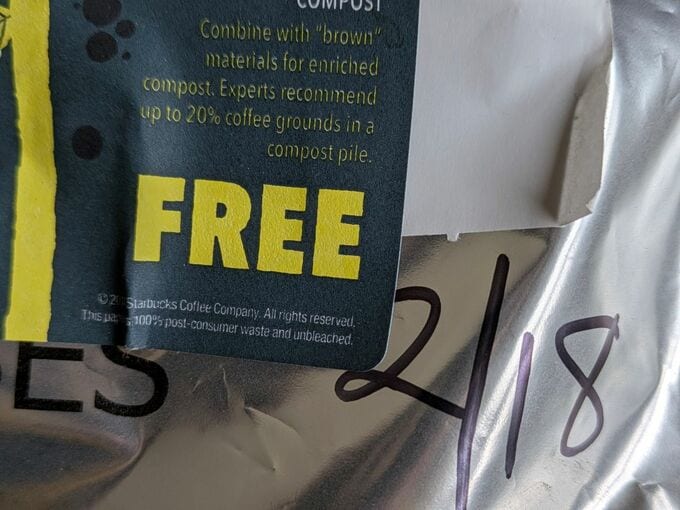 COMPOST
Combine with "brown"
materials for enriched
compost. Experts recommend
up to 20% coffee grounds in a
compost pile.
FREE
Starbucks Coffee Company. All rights reserved.
100% post-consumer waste and unbleached.
ES
2/18